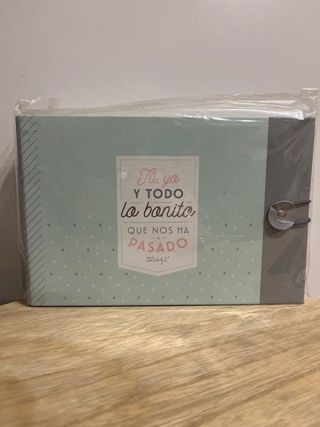 Tú, yo
Y TODO
lo bonito
QUE NOS HA
PASADO